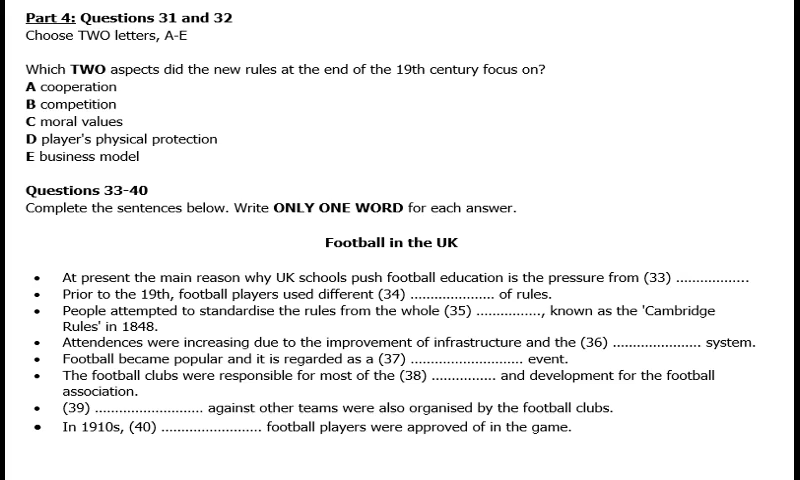 Part 4: Questions 31 and 32
Choose TWO letters, A-E
Which TWO aspects did the new rules at the end of the 19th century focus on?
A cooperation
B competition
C moral values
D player's physical protection
E business model
Questions 33-40
Complete the sentences below. Write ONLY ONE WORD for each answer.
Football in the UK
• At present the main reason why UK schools push football education is the pressure from (33) ..................
• Prior to the 19th, football players used different (34) ..................... of rules.
• People attempted to standardise the rules from the whole (35) ................, known as the 'Cambridge
Rules' in 1848.
• Attendences were increasing due to the improvement of infrastructure and the (36) ...................... system.
• Football became popular and it is regarded as a (37) ............................ event.
• The football clubs were responsible for most of the (38) ................ and development for the football
association.
• (39) ........................... against other teams were also organised by the football clubs.
• In 1910s, (40) ......................... football players were approved of in the game.